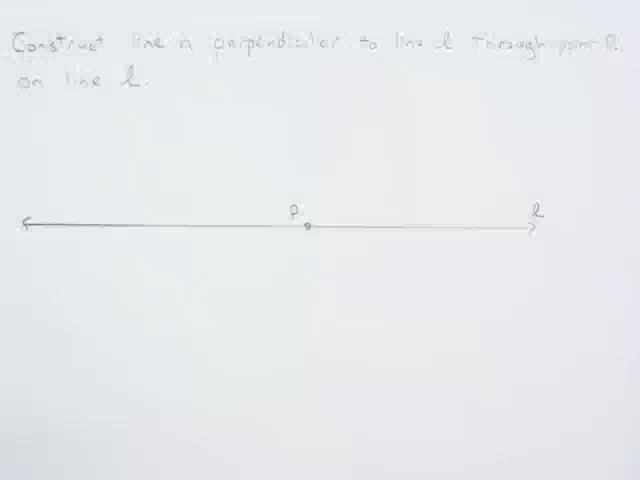 Construct line n perpendicular to line l through point P.
on line l.
P
l